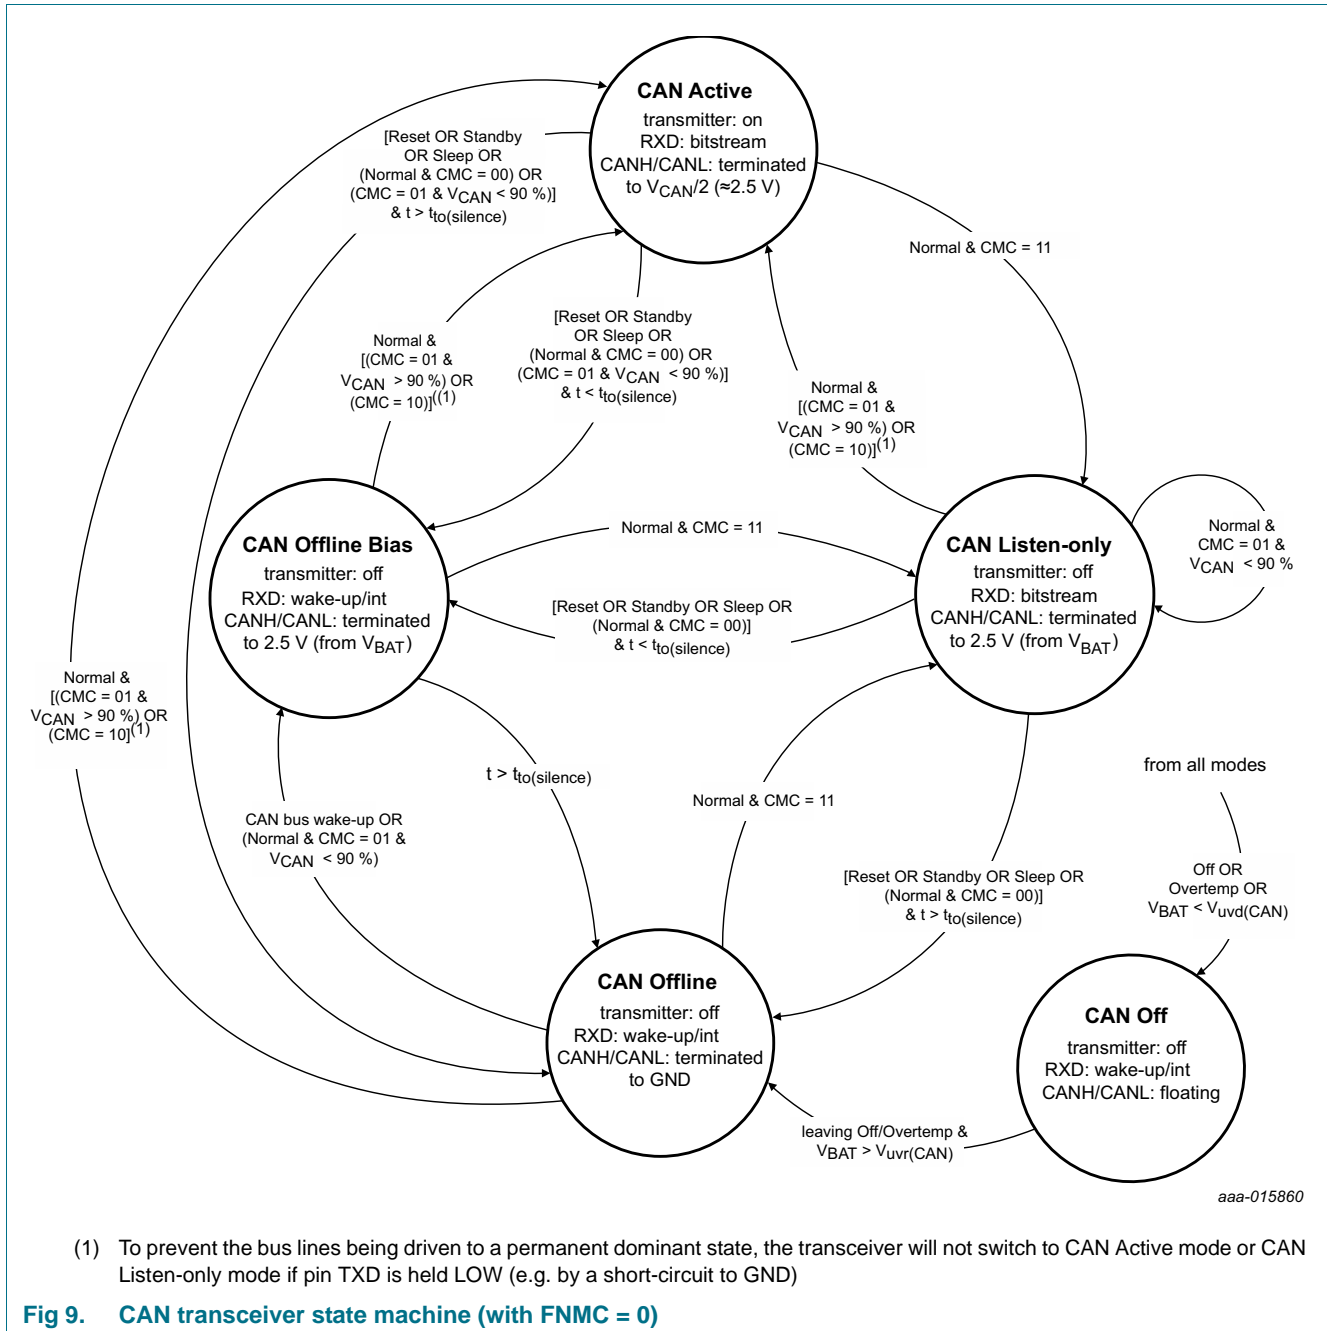 CAN Active
transmitter: on
RXD: bitstream
CANH/CANL: terminated
to VCAN/2 (≈2.5 V)
[Reset OR Standby
OR Sleep OR
(Normal & CMC = 00) OR
(CMC = 01 & VCAN < 90 %)]
& t > tto(silence)
Normal & CMC = 11
Normal &
[(CMC = 01 &
VCAN > 90 %) OR
(CMC = 10)]((1)
[Reset OR Standby
OR Sleep OR
(Normal & CMC = 00) OR
(CMC = 01 & VCAN < 90 %)]
& t < tto(silence)
Normal &
[(CMC = 01 &
VCAN > 90 %) OR
(CMC = 10)](1)
CAN Offline Bias
transmitter: off
RXD: wake-up/int
CANH/CANL: terminated
to 2.5 V (from VBAT)
Normal & CMC = 11
[Reset OR Standby OR Sleep OR
(Normal & CMC = 00)]
& t < tto(silence)
CAN Listen-only
transmitter: off
RXD: bitstream
CANH/CANL: terminated
to 2.5 V (from VBAT)
Normal &
CMC = 01 &
VCAN < 90 %
Normal &
[(CMC = 01 &
VCAN > 90 %) OR
(CMC = 10](1)
t > tto(silence)
CAN bus wake-up OR
(Normal & CMC = 01 &
VCAN < 90 %)
Normal & CMC = 11
[Reset OR Standby OR Sleep OR
(Normal & CMC = 00)]
& t > tto(silence)
from all modes
Off OR
Overtemp OR
VBAT < Vuvd(CAN)
CAN Offline
transmitter: off
RXD: wake-up/int
CANH/CANL: terminated
to GND
CAN Off
transmitter: off
RXD: wake-up/int
CANH/CANL: floating
leaving Off/Overtemp &
VBAT > Vuvr(CAN)
aaa-015860
(1) To prevent the bus lines being driven to a permanent dominant state, the transceiver will not switch to CAN Active mode or CAN
Listen-only mode if pin TXD is held LOW (e.g. by a short-circuit to GND)
Fig 9. CAN transceiver state machine (with FNMC = 0)